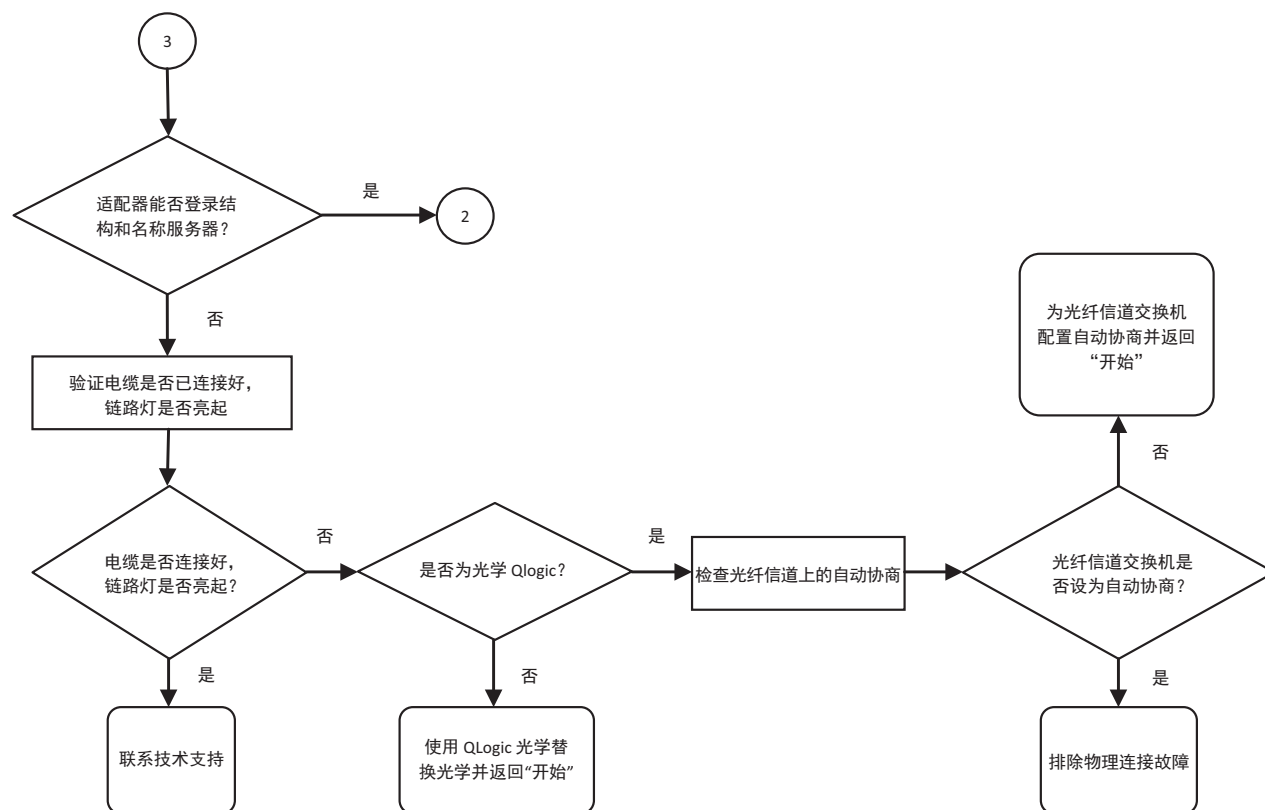 3
适配器能否登录结
构和名称服务器？
是
2
否
验证电缆是否已连接好，
链路灯是否亮起
电缆是否连接好，
链路灯是否亮起？
否
是
联系技术支持
是否为光学 Qlogic？
是
否
使用 QLogic 光学替
换光学并返回“开始”
检查光纤信道上的自动协商
光纤信道交换机是
否设为自动协商？
否
为光纤信道交换机
配置自动协商并返回
“开始”
是
排除物理连接故障